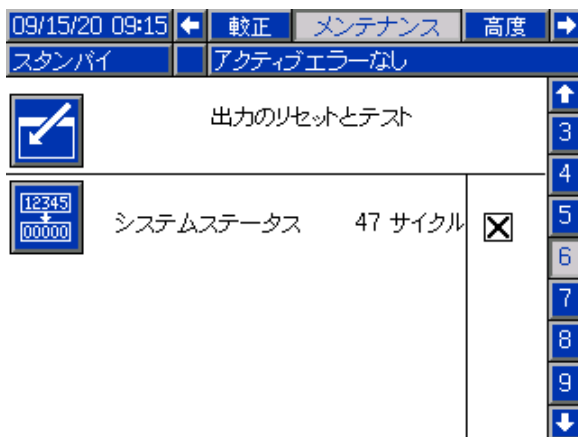 09/15/20 09:15 較正 メンテナンス 高度
スタンバイ アクティブエラーなし
出力のリセットとテスト
3
4
12345
00000
システムステータス 47 サイクル
5
6
7
8
9